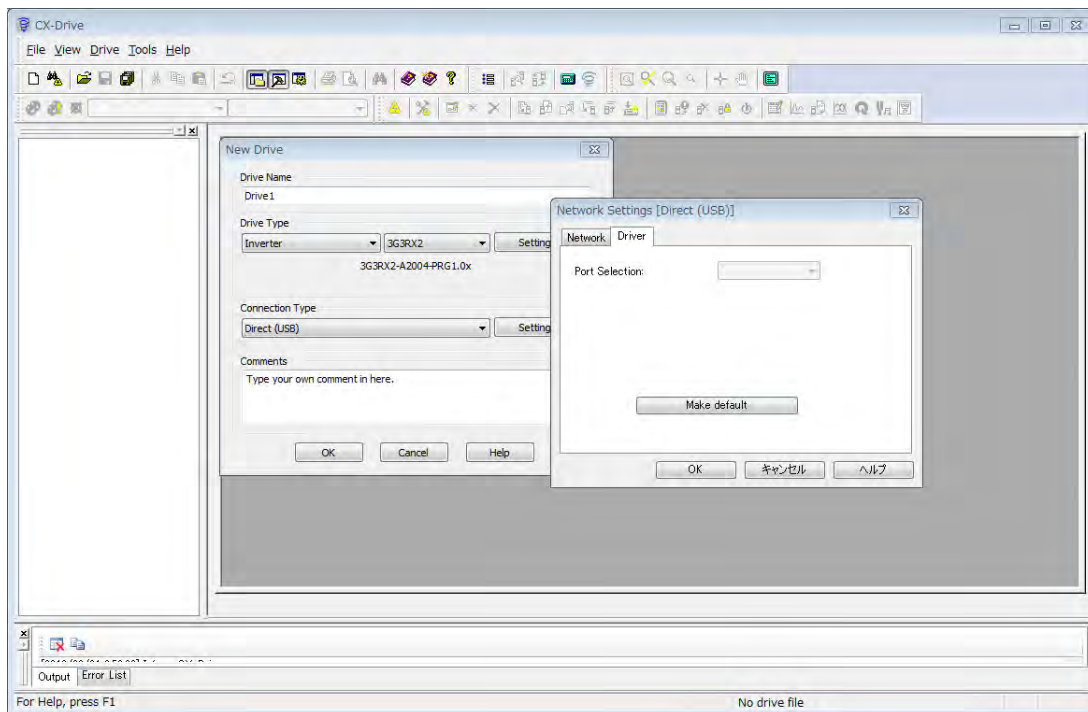 CX-Drive
File View Drive Tools Help
New Drive
Drive Name
Drive1
Drive Type
Inverter
3G3RX2
Setting
3G3RX2-A2004-PRG1.0x
Connection Type
Direct (USB)
Setting
Comments
Type your own comment in here.
OK
Cancel
Help
Network Settings [Direct (USB)]
Network
Driver
Port Selection:
Make default
OK
キャンセル
ヘルプ
Output
Error List
For Help, press F1
No drive file